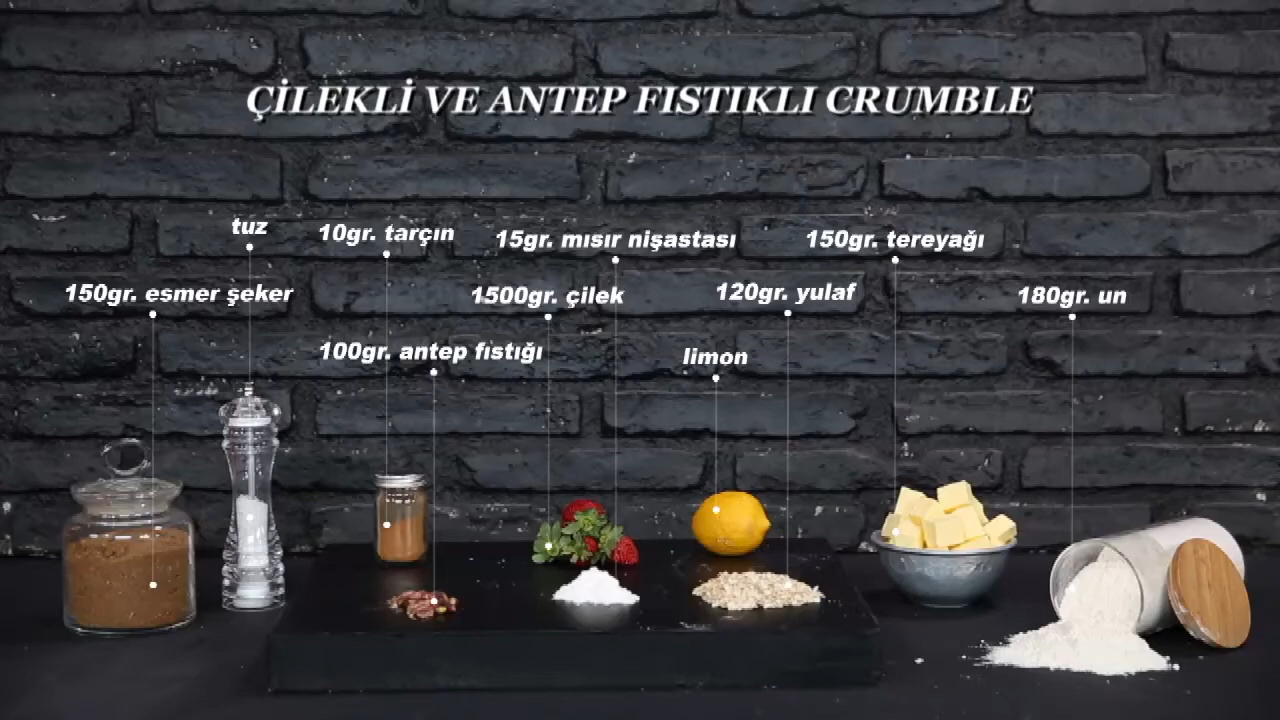 ÇİLEKLİ VE ANTEP FISTIKLI CRUMBLE
tuz
10gr. tarçın
15gr. mısır nişastası
150gr. tereyağı
150gr. esmer şeker
1500gr. çilek
120gr. yulaf
180gr. un
100gr. antep fıstığı
limon